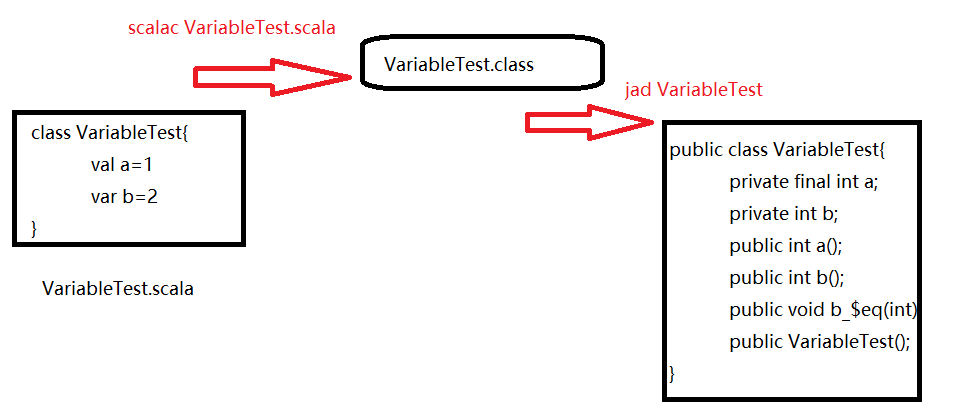 scalac VariableTest.scala
VariableTest.class
jad VariableTest
class VariableTest{
val a=1
var b=2
}
VariableTest.scala
public class VariableTest{
private final int a;
private int b;
public int a();
public int b();
public void b_$eq(int)
public VariableTest();
}